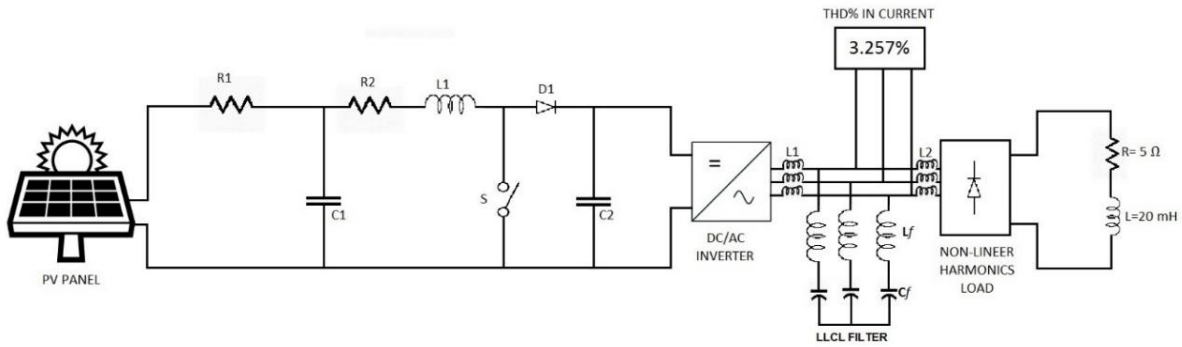 THD% IN CURRENT
3.257%
R1
R2
L1
D1
S
C1
C2
PV PANEL
DC/AC
INVERTER
L1
L2
Lf
Cf
LLCL FILTER
NON-LINEER
HARMONICS
LOAD
R= 5 Ω
L=20 mH